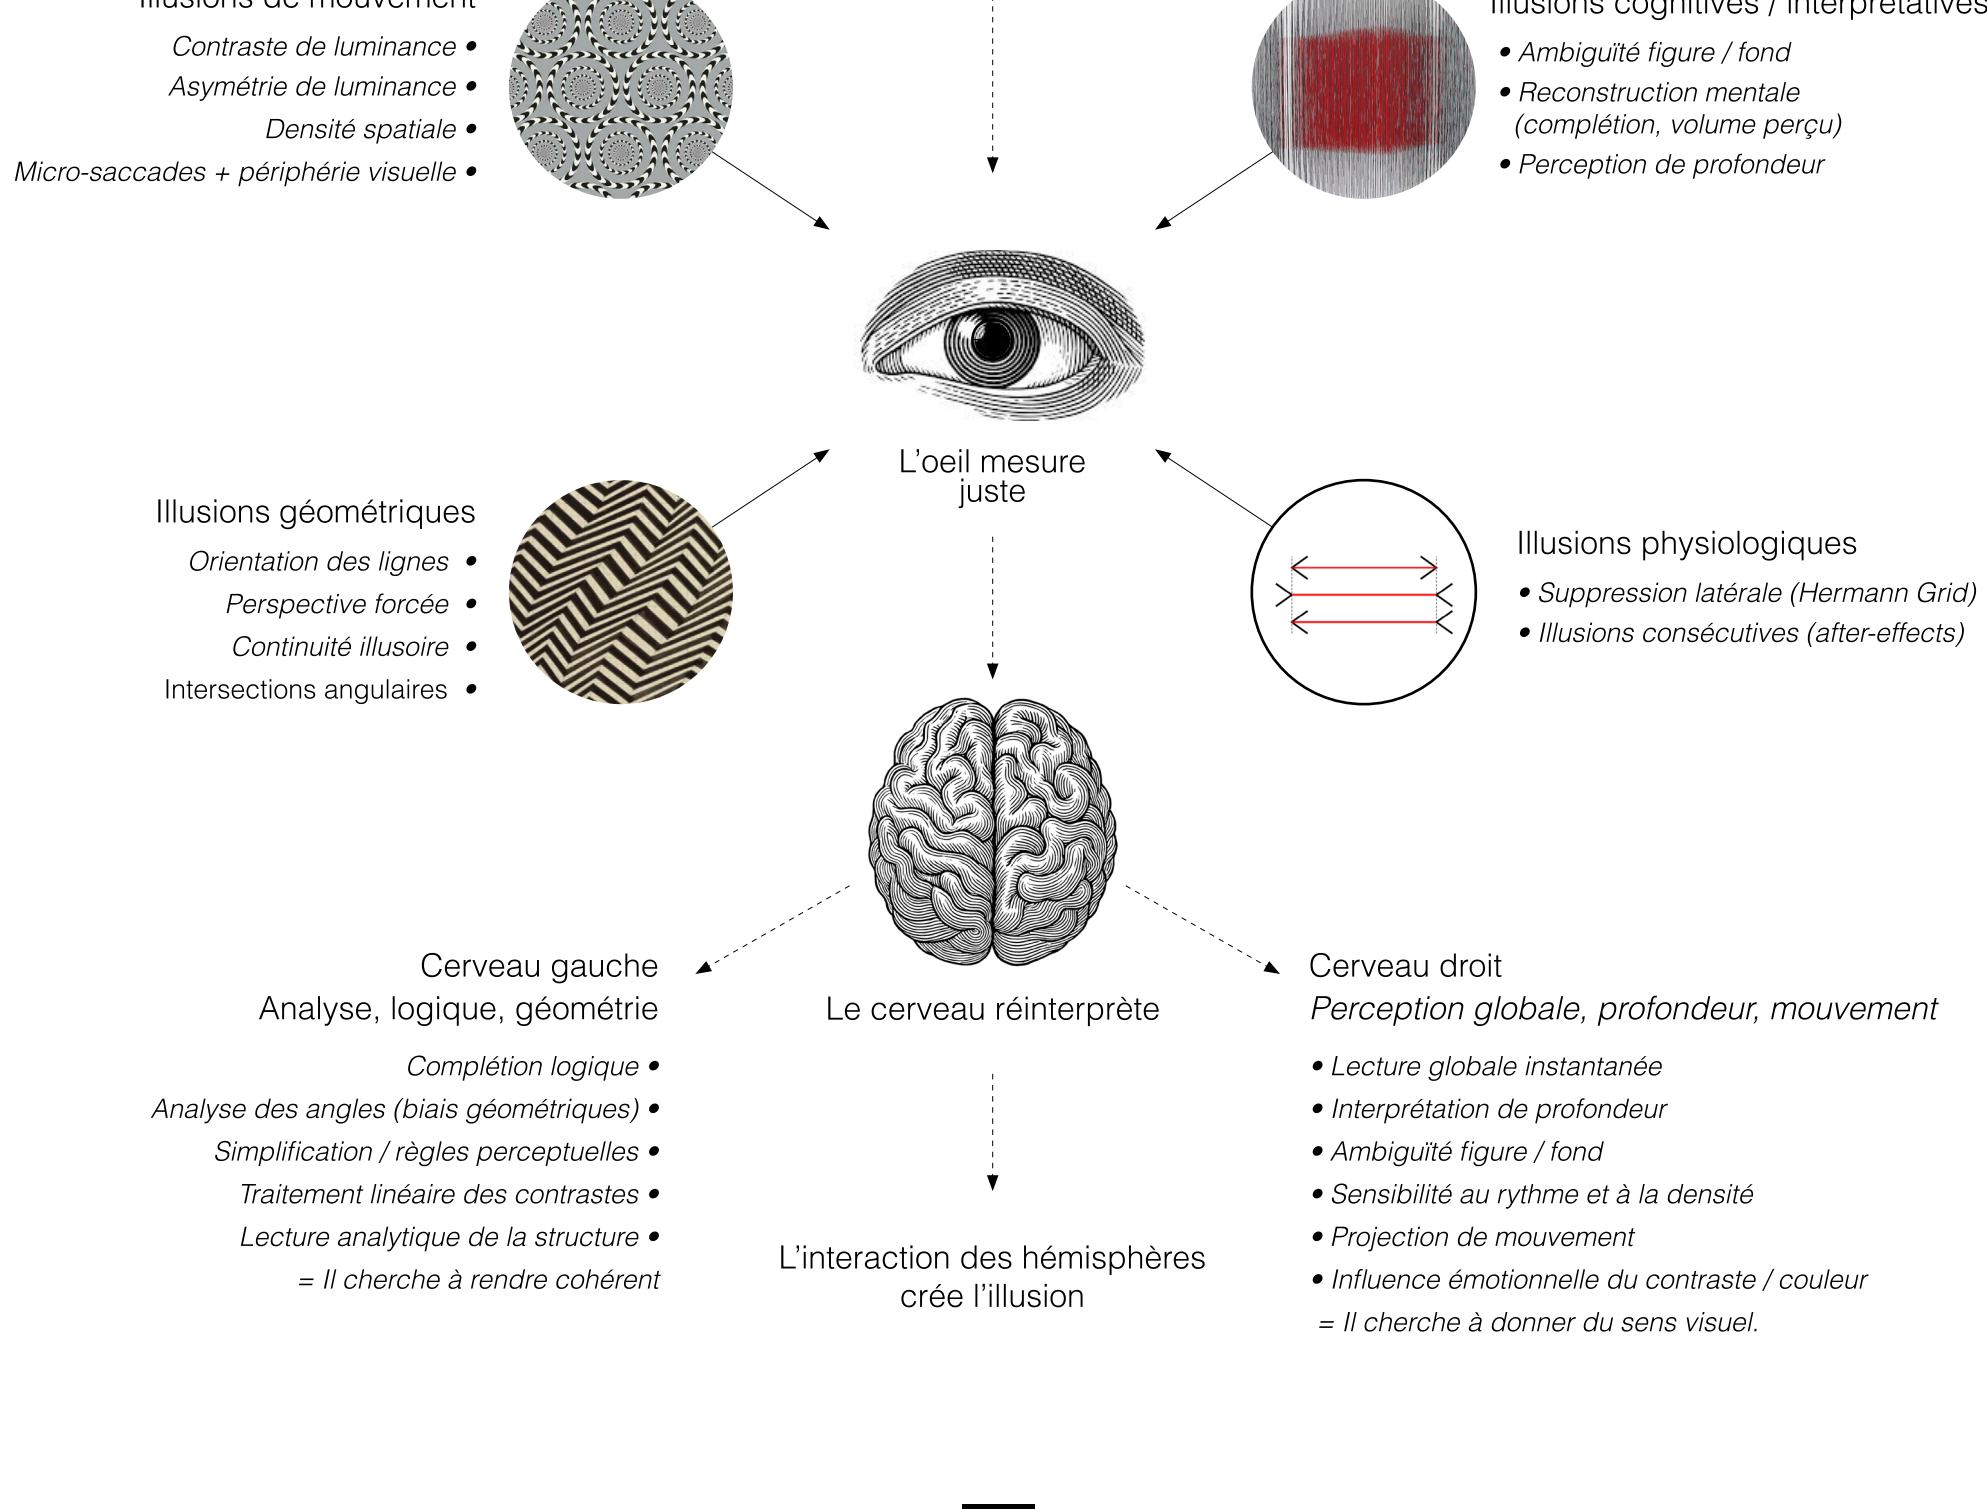 Illusions de mouvement
Contraste de luminance •
Asymétrie de luminance •
Densité spatiale •
Micro-saccades + périphérie visuelle •
Illusions cognitives / interprétatives
• Ambiguïté figure / fond
• Reconstruction mentale
(complétion, volume perçu)
• Perception de profondeur
L'oeil mesure
juste
Illusions géométriques
Orientation des lignes •
Perspective forcée •
Continuité illusoire •
Intersections angulaires •
Illusions physiologiques
• Suppression latérale (Hermann Grid)
• Illusions consécutives (after-effects)
Cerveau gauche
Analyse, logique, géométrie
Complétion logique •
Analyse des angles (biais géométriques) •
Simplification / règles perceptuelles •
Traitement linéaire des contrastes •
Lecture analytique de la structure •
= Il cherche à rendre cohérent
Le cerveau réinterprète
L'interaction des hémisphères
crée l'illusion
Cerveau droit
Perception globale, profondeur, mouvement
• Lecture globale instantanée
• Interprétation de profondeur
• Ambiguïté figure / fond
• Sensibilité au rythme et à la densité
• Projection de mouvement
• Influence émotionnelle du contraste / couleur
= Il cherche à donner du sens visuel.